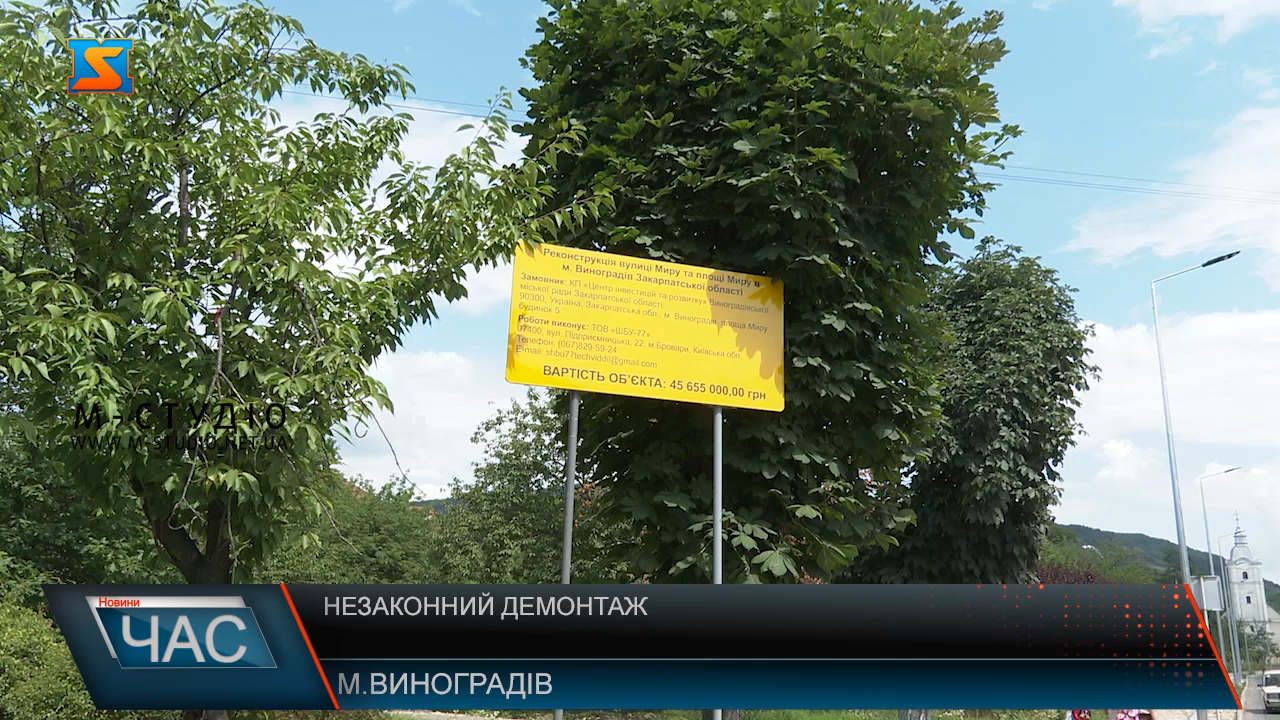 Реконструкція вулиці Миру та площі Миру в
м. Виноградів Закарпатської області
Замовник: КП «Центр інвестицій та розвитку» Виноградівської
міської ради Закарпатської області.
90300, Україна, Закарпатська обл., м. Виноградів, площа Миру
будинок 5
Роботи виконує: ТОВ «ШБУ-77»
07400, вул. Підприємницька, 22, м.Бровари, Київська обл.
Телефон: (067)829-59-24
E-mail: shbu77techviddil@gmail.com
ВАРТІСТЬ ОБ'ЄКТА: 45 655 000,00 грн
М-СТУДІО
WWW.M-STUDIO.NET.UA
Новини
ЧАС
НЕЗАКОННИЙ ДЕМОНТАЖ
М.ВИНОГРАДІВ